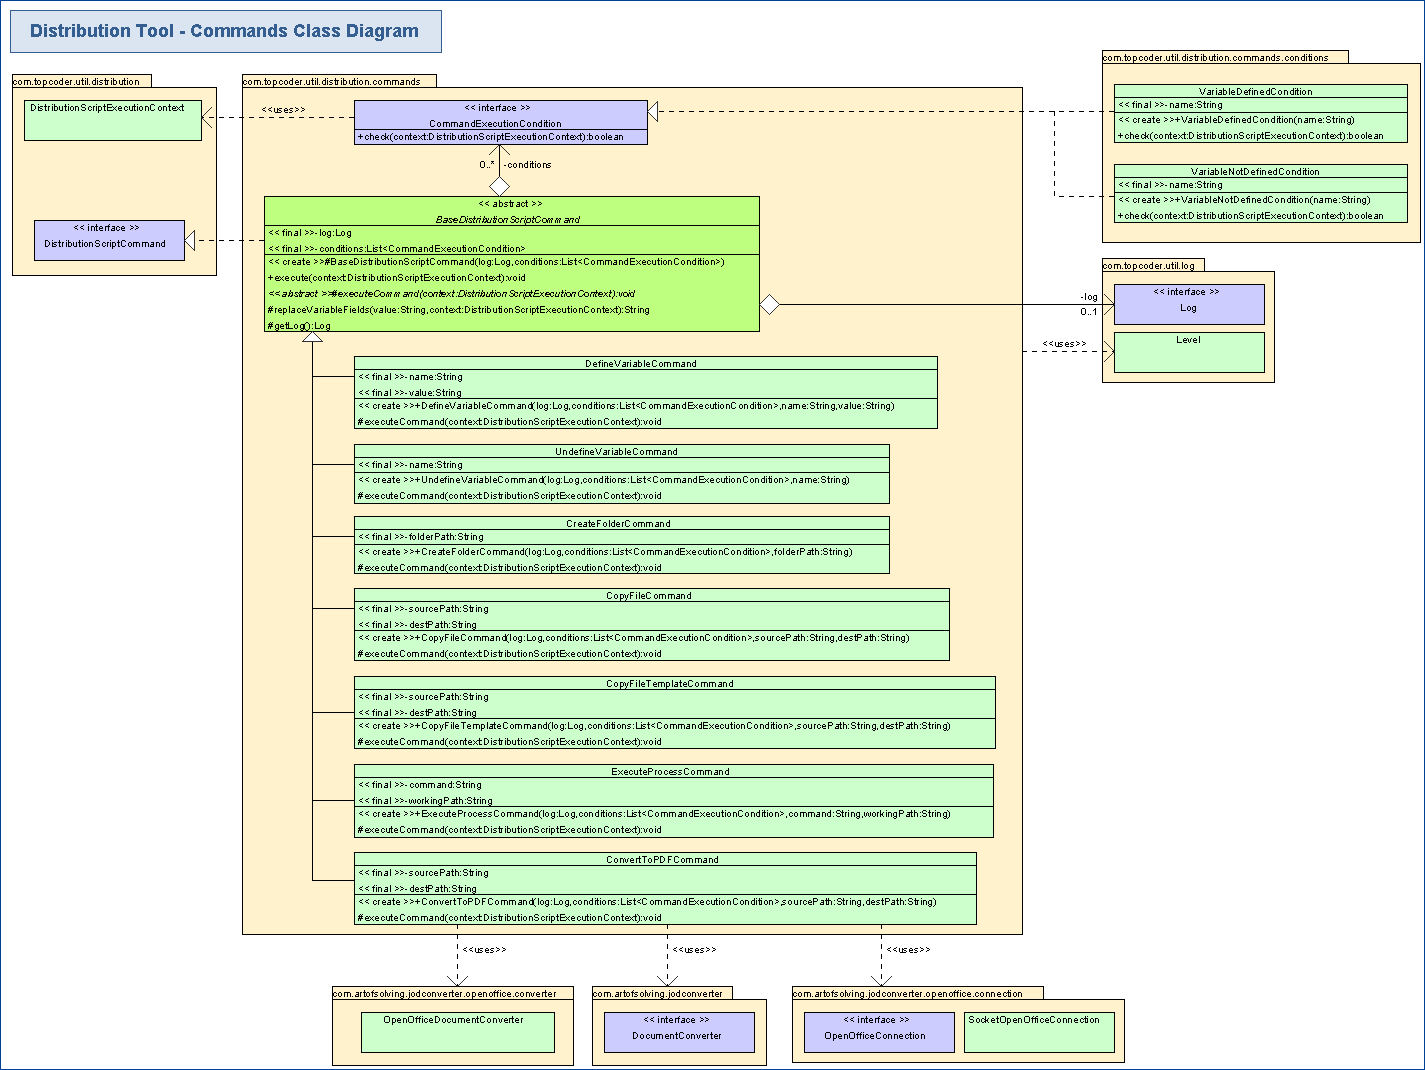 Distribution Tool - Commands Class Diagram
com.topcoder.util.distribution
DistributionScriptExecutionContext
<< interface >>
DistributionScriptCommand
<<uses>>
com.topcoder.util.distribution.commands
<< interface >>
CommandExecutionCondition
+check(context:DistributionScriptExecutionContext):boolean
0..*
-conditions
<< abstract >>
BaseDistributionScriptCommand
<< final >>-log:Log
<< final >>-conditions:List<CommandExecutionCondition>
<< create >>#BaseDistributionScriptCommand(log:Log,conditions:List<CommandExecutionCondition>)
+execute(context:DistributionScriptExecutionContext):void
<< abstract >>#executeCommand(context:DistributionScriptExecutionContext):void
#replaceVariableFields(value:String,context:DistributionScriptExecutionContext):String
#getLog():Log
DefineVariableCommand
<< final >>-name:String
<< final >>-value:String
<< create >>+DefineVariableCommand(log:Log,conditions:List<CommandExecutionCondition>,name:String,value:String)
#executeCommand(context:DistributionScriptExecutionContext):void
UndefineVariableCommand
<< final >>-name:String
<< create >>+UndefineVariableCommand(log:Log,conditions:List<CommandExecutionCondition>,name:String)
#executeCommand(context:DistributionScriptExecutionContext):void
CreateFolderCommand
<< final >>-folderPath:String
<< create >>+CreateFolderCommand(log:Log,conditions:List<CommandExecutionCondition>,folderPath:String)
#executeCommand(context:DistributionScriptExecutionContext):void
CopyFileCommand
<< final >>-sourcePath:String
<< final >>-destPath:String
<< create >>+CopyFileCommand(log:Log,conditions:List<CommandExecutionCondition>,sourcePath:String,destPath:String)
#executeCommand(context:DistributionScriptExecutionContext):void
CopyFileTemplateCommand
<< final >>-sourcePath:String
<< final >>-destPath:String
<< create >>+CopyFileTemplateCommand(log:Log,conditions:List<CommandExecutionCondition>,sourcePath:String,destPath:String)
#executeCommand(context:DistributionScriptExecutionContext):void
ExecuteProcessCommand
<< final >>-command:String
<< final >>-workingPath:String
<< create >>+ExecuteProcessCommand(log:Log,conditions:List<CommandExecutionCondition>,command:String,workingPath:String)
#executeCommand(context:DistributionScriptExecutionContext):void
ConvertToPDFCommand
<< final >>-sourcePath:String
<< final >>-destPath:String
<< create >>+ConvertToPDFCommand(log:Log,conditions:List<CommandExecutionCondition>,sourcePath:String,destPath:String)
#executeCommand(context:DistributionScriptExecutionContext):void
com.topcoder.util.distribution.commands.conditions
VariableDefinedCondition
<< final >>-name:String
<< create >>+VariableDefinedCondition(name:String)
+check(context:DistributionScriptExecutionContext):boolean
VariableNotDefinedCondition
<< final >>-name:String
<< create >>+VariableNotDefinedCondition(name:String)
+check(context:DistributionScriptExecutionContext):boolean
com.topcoder.util.log
<< interface >>
Log
Level
-log
0..1
<<uses>>
<<uses>>
<<uses>>
<<uses>>
com.artofsolving.jodconverter.openoffice.converter
OpenOfficeDocumentConverter
com.artofsolving.jodconverter
<< interface >>
DocumentConverter
com.artofsolving.jodconverter.openoffice.connection
<< interface >>
OpenOfficeConnection
SocketOpenOfficeConnection